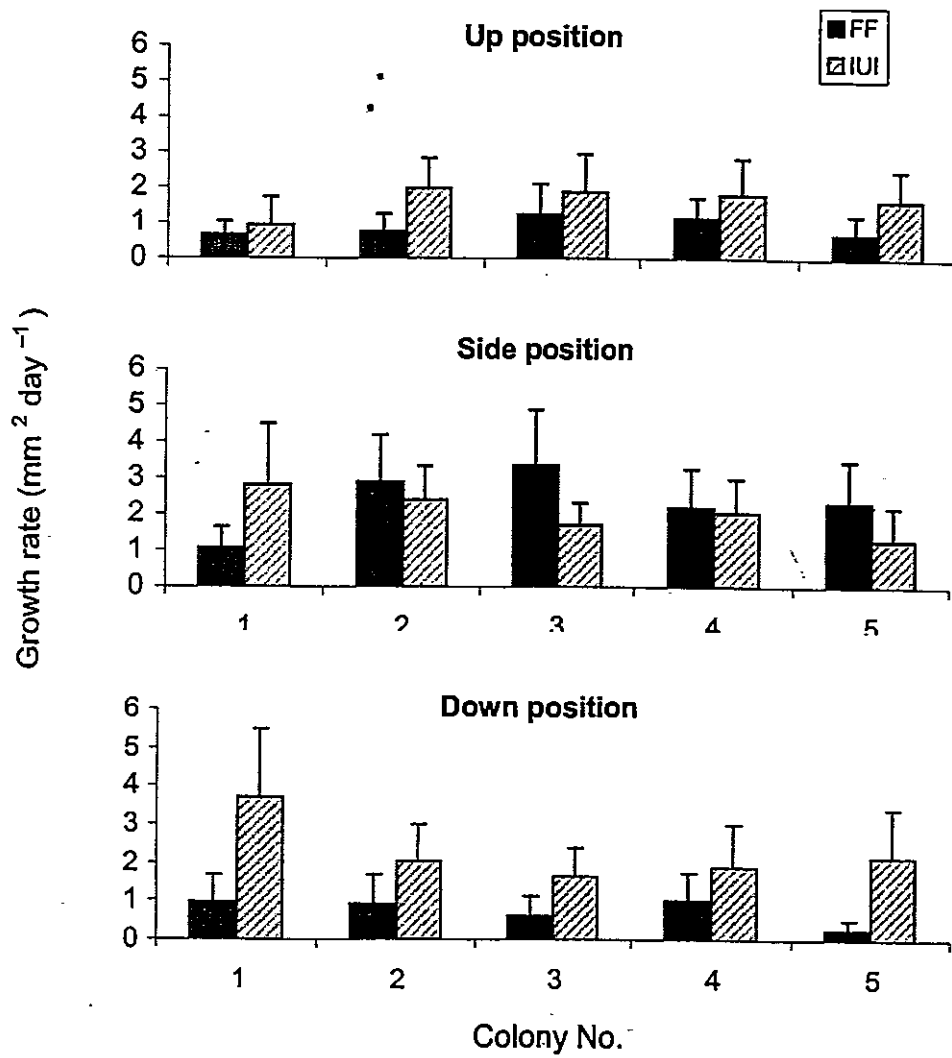 Up position
FF
IUI
6
5
4
3
2
1
0
Side position
6
5
4
3
2
1
0
1 2 3 4 5
Down position
6
5
4
3
2
1
0
1 2 3 4 5
Growth rate (mm ² day ⁻¹)
Colony No.